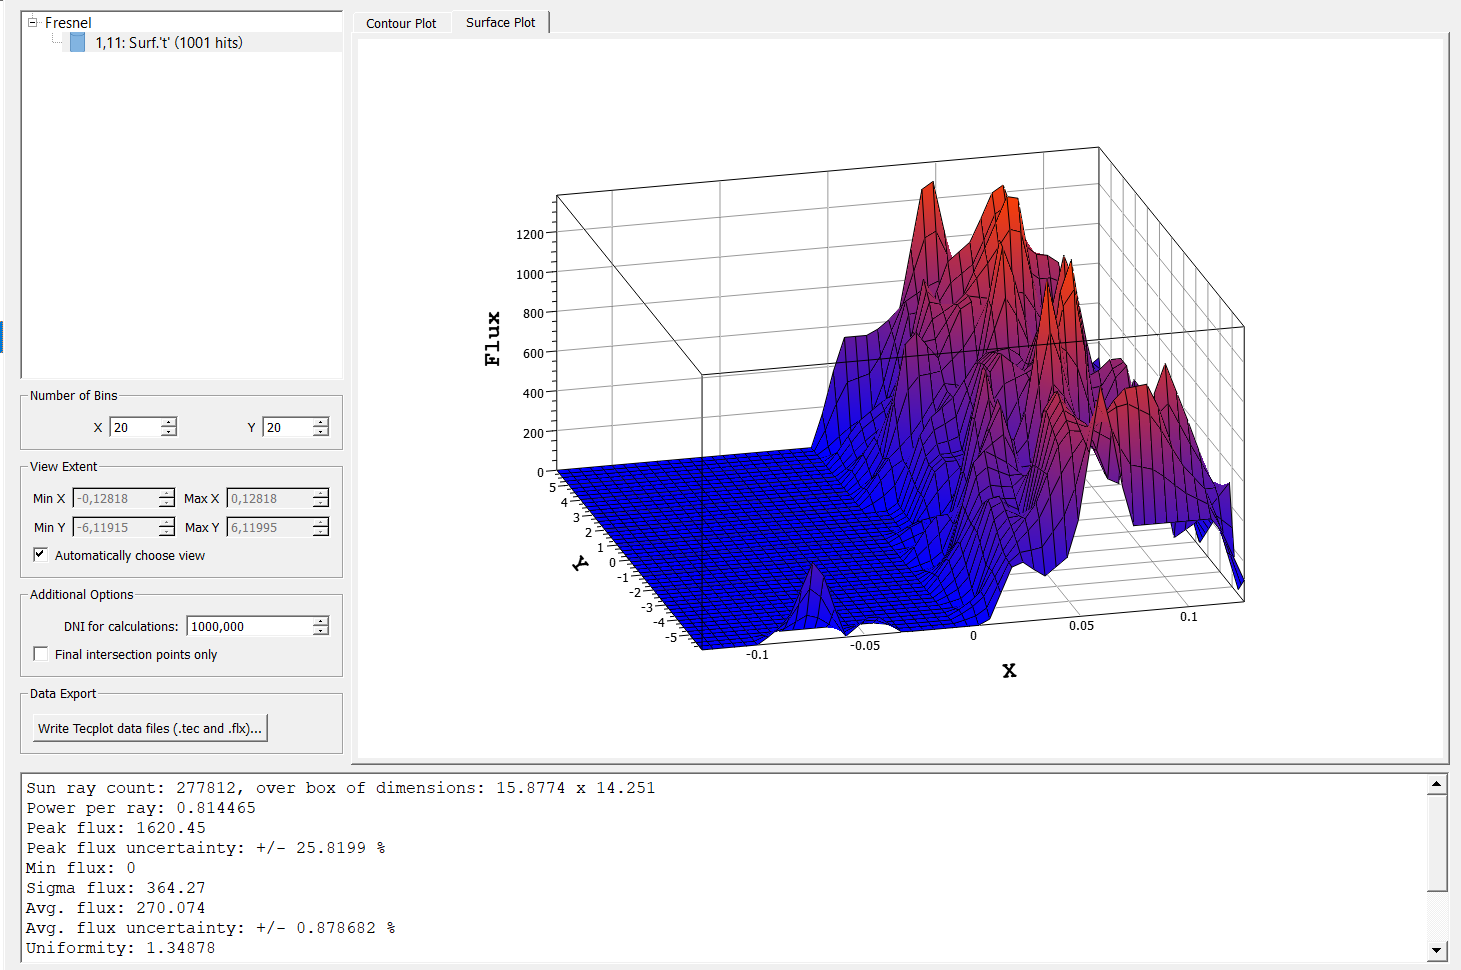 Fresnel
1,11: Surf.'t' (1001 hits)
Number of Bins
X 20 Y 20
View Extent
Min X -0,12818 Max X 0,12818
Min Y -6,11915 Max Y 6,11995
Automatically choose view
Additional Options
DNI for calculations: 1000,000
Final intersection points only
Data Export
Write Tecplot data files (.tec and .flx)...
Contour Plot Surface Plot
Flux
1200
1000
800
600
400
200
0
5
4
3
2
1
0
-1
-2
-3
-4
-5
Y
-0.1
-0.05
0
0.05
0.1
X
Sun ray count: 277812, over box of dimensions: 15.8774 x 14.251
Power per ray: 0.814465
Peak flux: 1620.45
Peak flux uncertainty: +/- 25.8199 %
Min flux: 0
Sigma flux: 364.27
Avg. flux: 270.074
Avg. flux uncertainty: +/- 0.878682 %
Uniformity: 1.34878